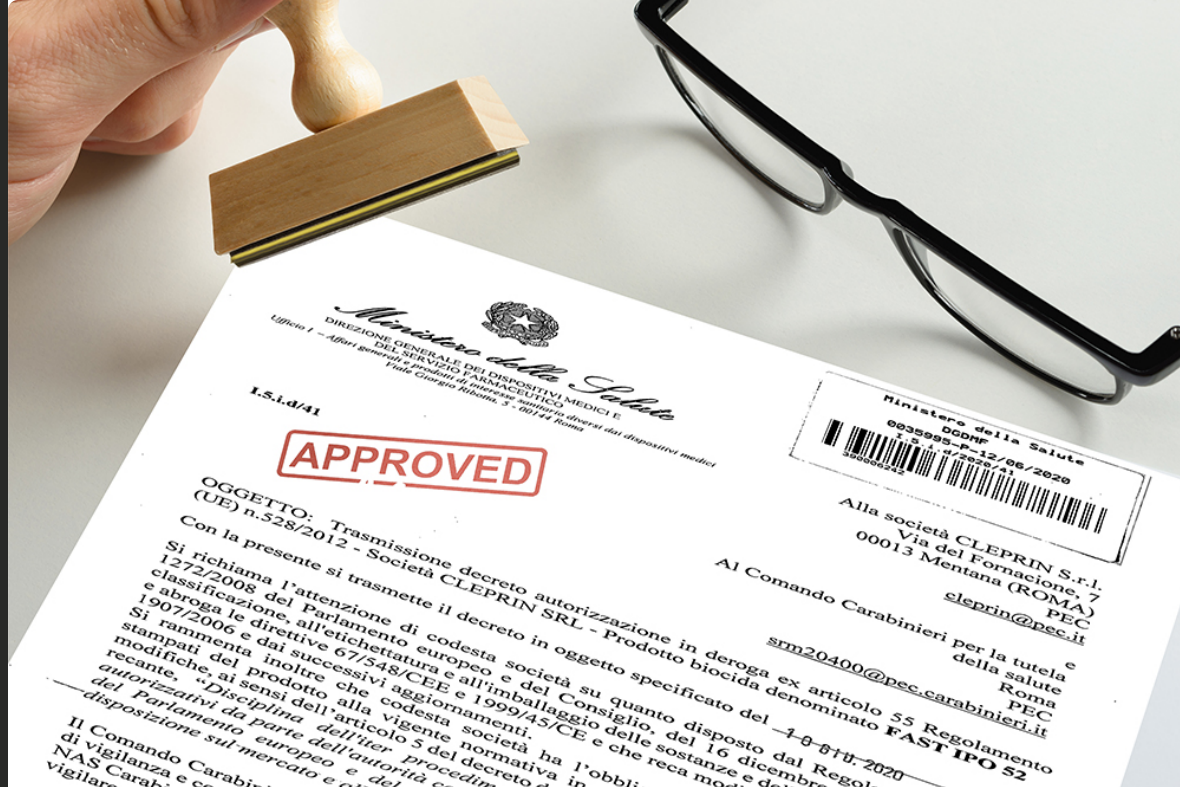 Ministero della Salute
DIREZIONE GENERALE DEI DISPOSITIVI MEDICI E
DEL SERVIZIO FARMACEUTICO
Ufficio 1 – Affari generali e prodotti di interesse sanitario diversi dai dispositivi medici
Viale Giorgio Ribotta, 5 - 00144 Roma
I.5.i.d/41
Ministero della Salute
DGDMF
0035995-P-12/06/2020
I.5.i.d/2020/41
390006242
APPROVED
Alla società CLEPRIN S.r.l.
Via del Fornacione, 7
00013 Mentana (ROMA)
PEC
cleprin@pec.it
Al Comando Carabinieri per la tutela
della salute
Roma
PEC
srm20400@pec.carabinieri.it
OGGETTO: Trasmissione decreto autorizzazione in deroga ex articolo 55 Regolamento
(UE) n.528/2012 - Società CLEPRIN SRL - Prodotto biocida denominato FAST IPO 52
Con la presente si trasmette il decreto in oggetto specificato del 10 GIU. 2020
Si richiama l'attenzione di codesta società su quanto disposto dal
1272/2008 del Parlamento europeo e del Consiglio, del 16 dicembre
classificazione, all'etichettatura e all'imballaggio delle sostanze e
e abroga le direttive 67/548/CEE e 1999/45/CE e che reca
1907/2006 e dai successivi aggiornamenti.
Si rammenta inoltre che codesta società ha l'obbligo
stampati del prodotto alla vigente normativa in
modifiche, ai sensi dell'articolo 5 del decreto
recante, "Disciplina dell'iter
autorizzativi da parte dell'autorità
del Parlamento europeo e del
disposizione sul mercato e
Il Comando
di vigilanza e
NAS